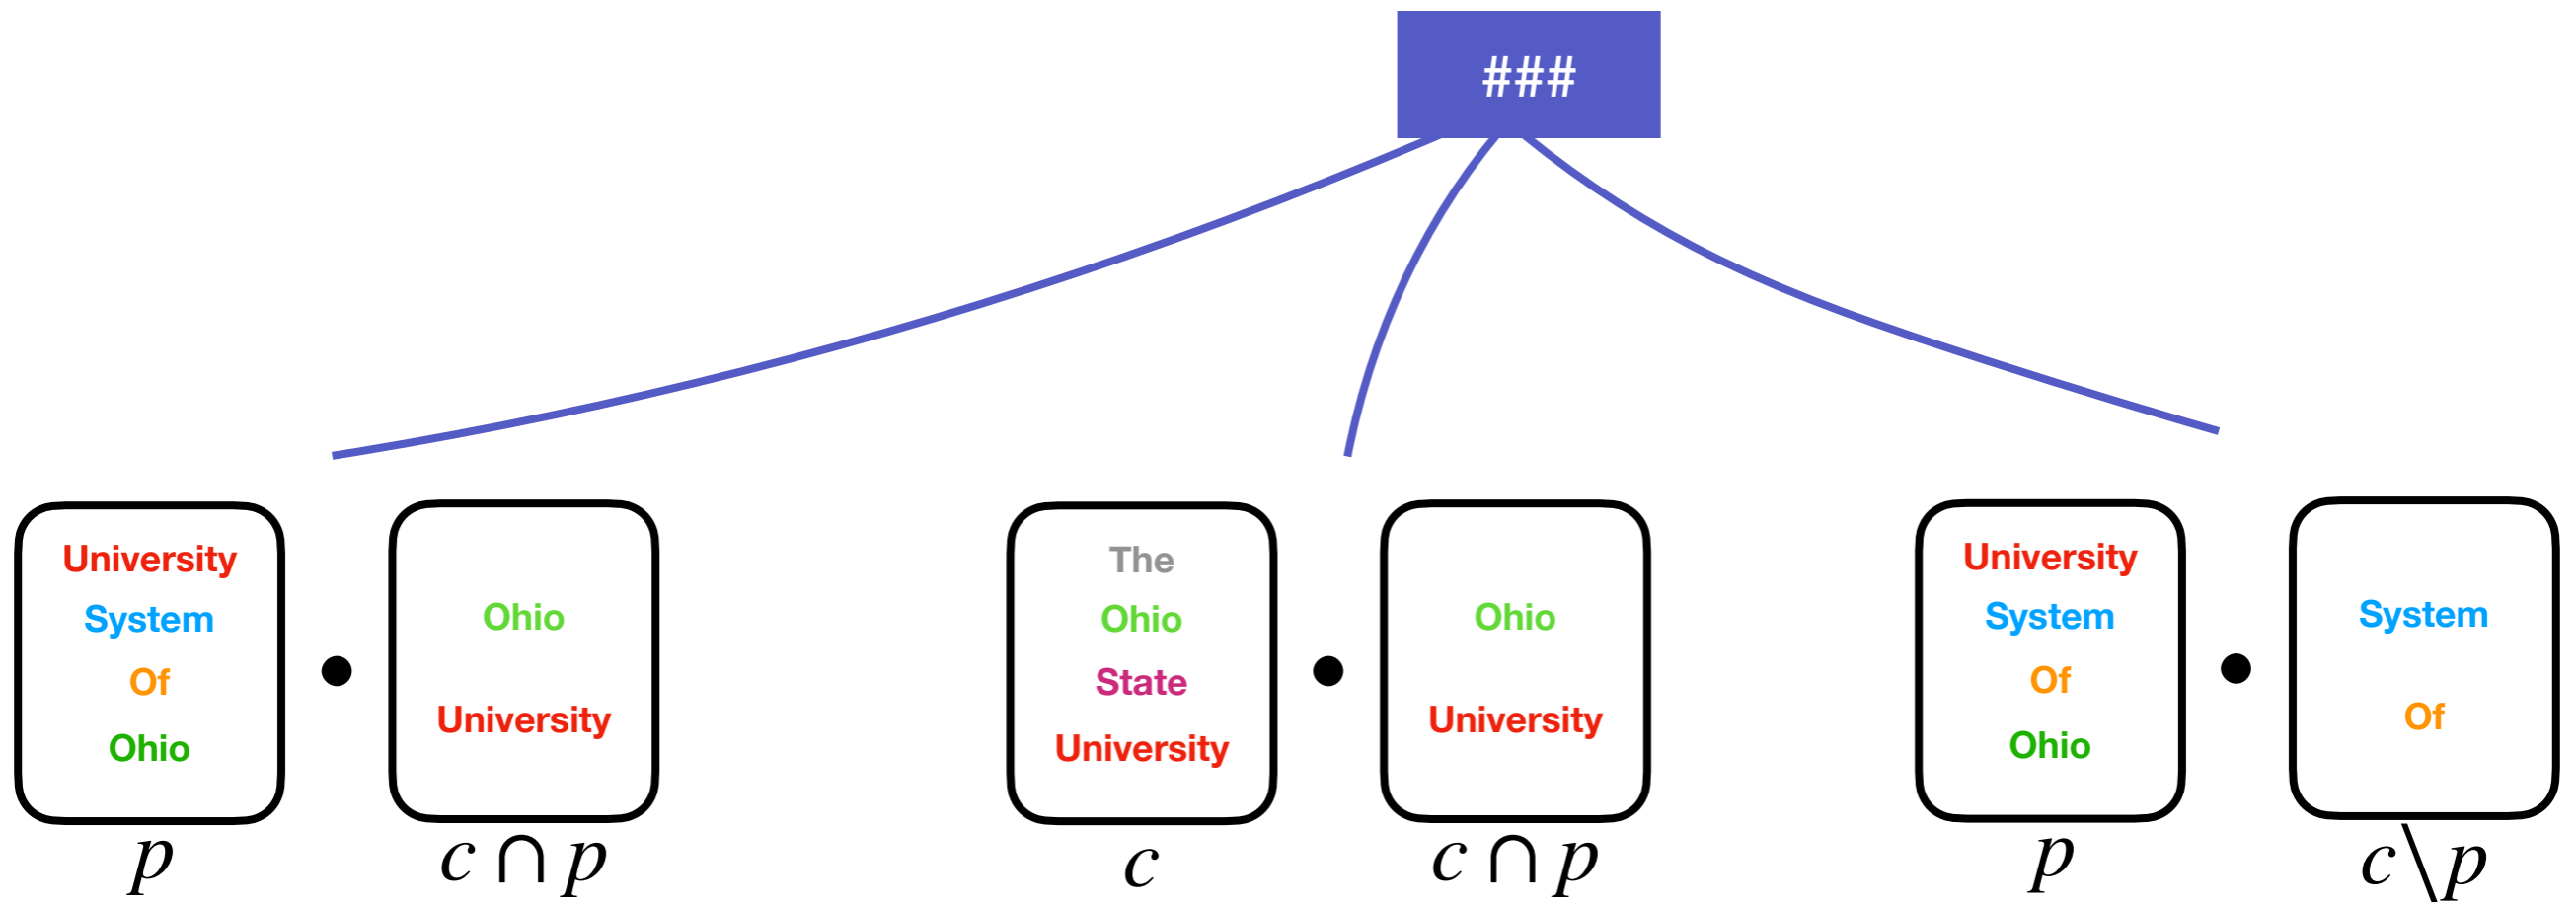 ###
University
System
Of
Ohio
p
Ohio
University
c ∩ p
The
Ohio
State
University
c
Ohio
University
c ∩ p
University
System
Of
Ohio
p
System
Of
c\p